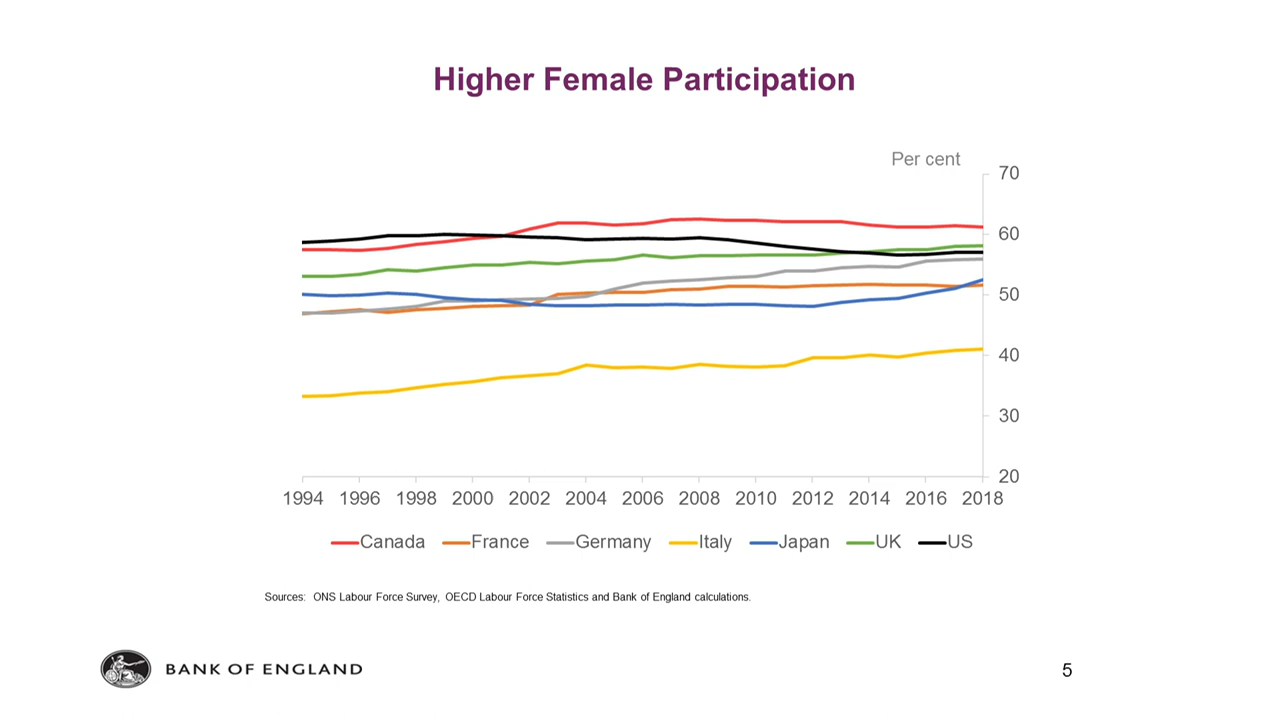 Higher Female Participation
Per cent
70
60
50
40
30
20
1994 1996 1998 2000 2002 2004 2006 2008 2010 2012 2014 2016 2018
Canada France Germany Italy Japan UK US
Sources: ONS Labour Force Survey, OECD Labour Force Statistics and Bank of England calculations.
BANK OF ENGLAND
5